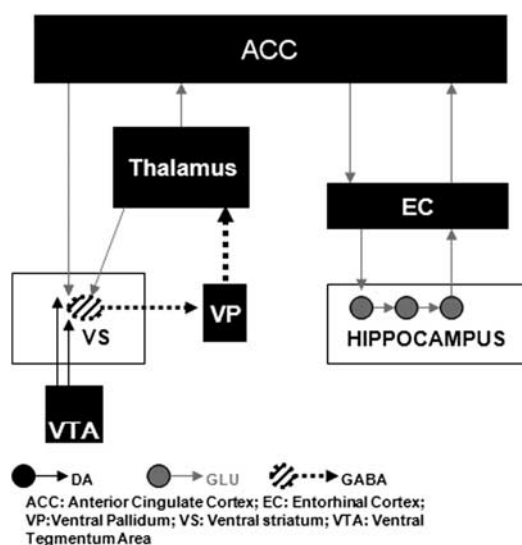 ACC
Thalamus
EC
VP
VS
HIPPOCAMPUS
VTA
DA GLU GABA
ACC: Anterior Cingulate Cortex; EC: Entorhinal Cortex;
VP:Ventral Pallidum; VS: Ventral striatum; VTA: Ventral
Tegmentum Area